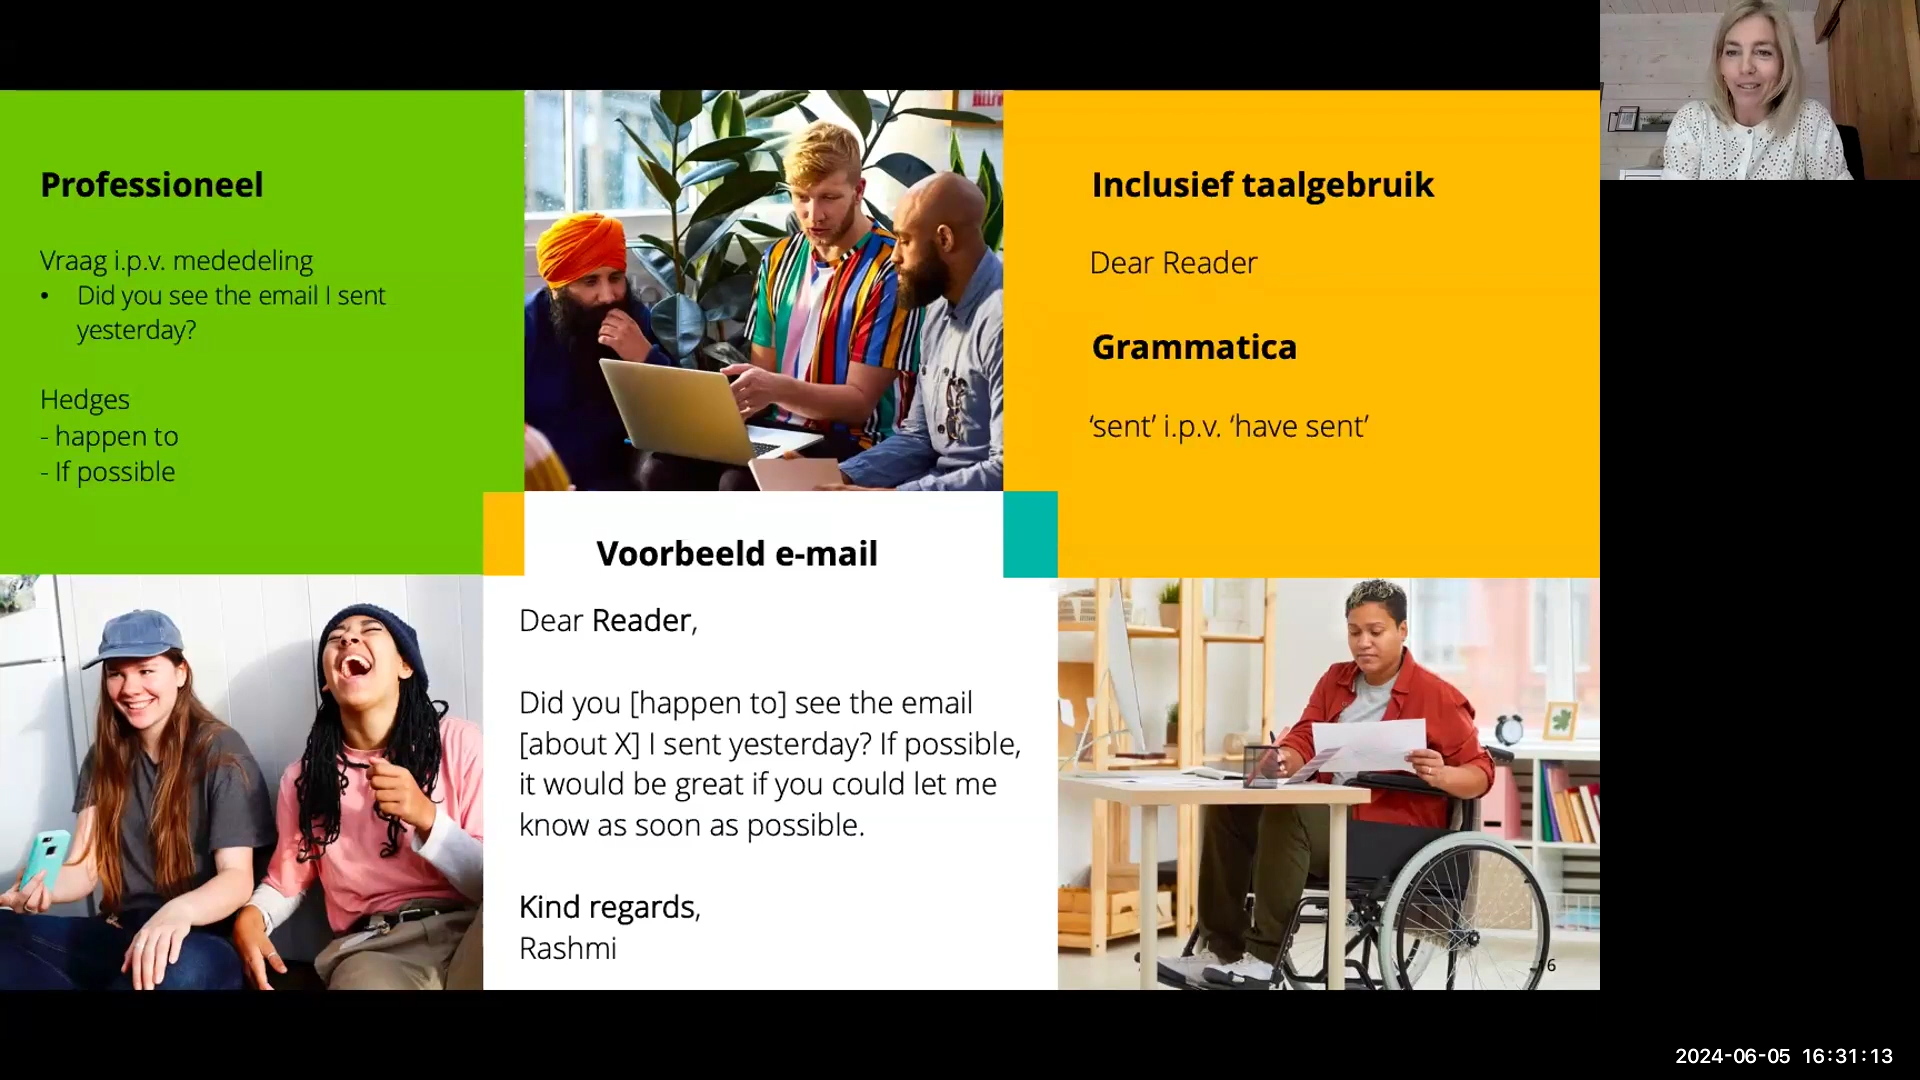 Professioneel
Vraag i.p.v. mededeling
• Did you see the email I sent
yesterday?
Hedges
- happen to
- If possible
Inclusief taalgebruik
Dear Reader
Grammatica
‘sent’ i.p.v. ‘have sent’
Voorbeeld e-mail
Dear Reader,
Did you [happen to] see the email
[about X] I sent yesterday? If possible,
it would be great if you could let me
know as soon as possible.
Kind regards,
Rashmi
16
2024-06-05 16:31:13